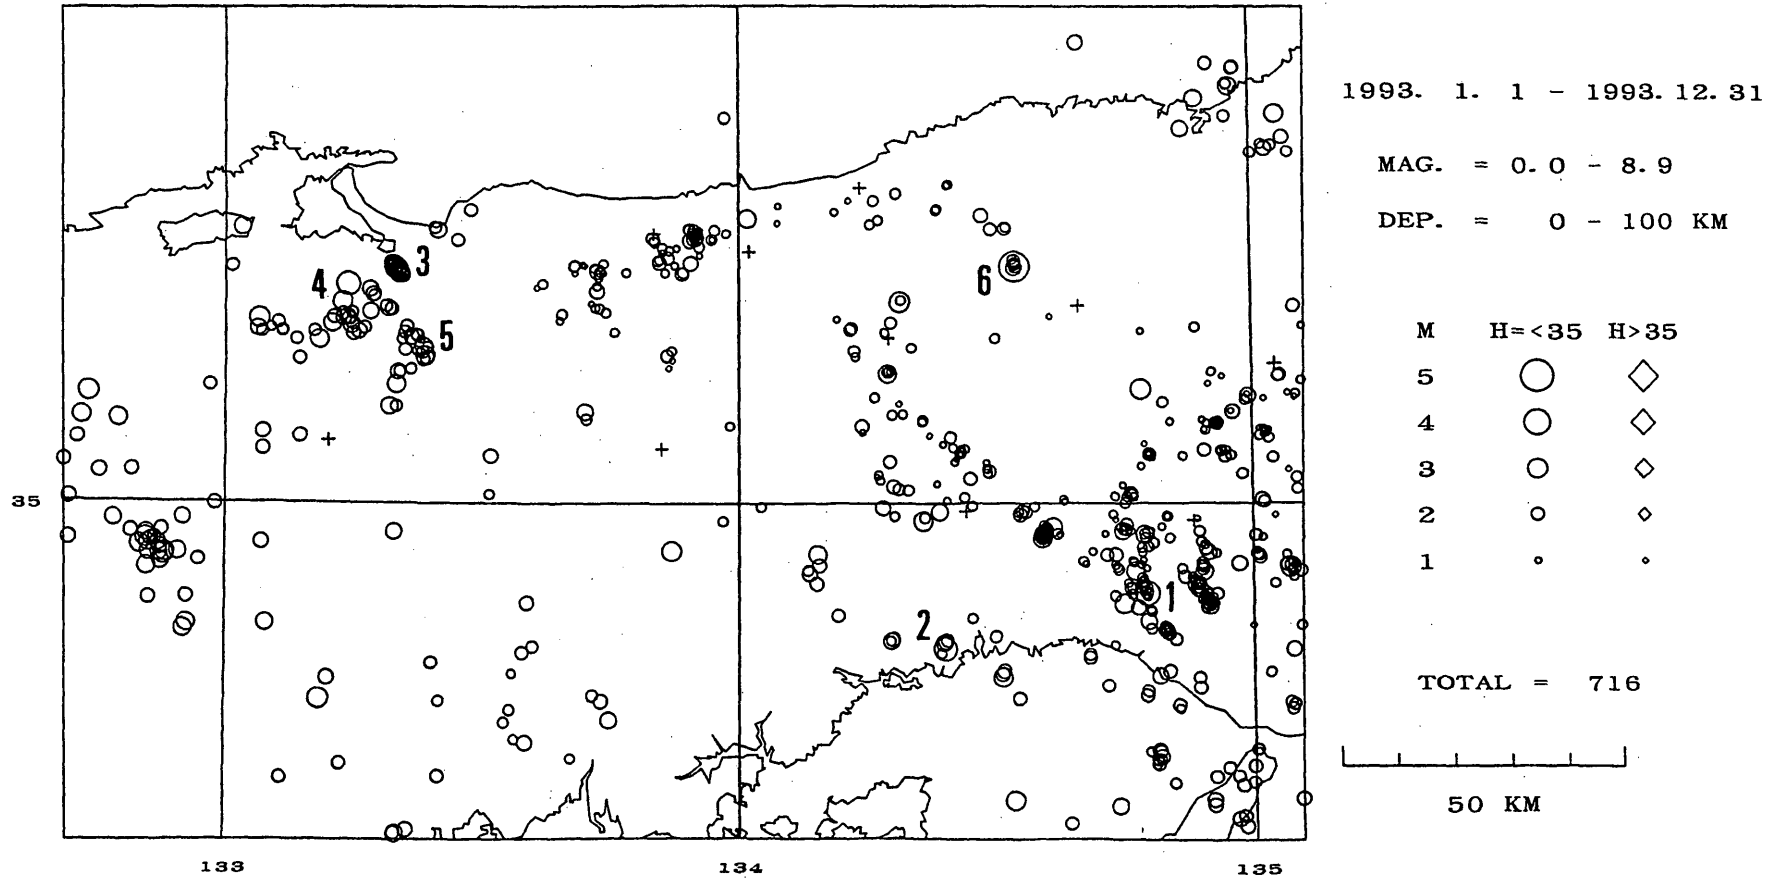 1993. 1. 1 - 1993.12.31
MAG. = 0.0 - 8.9
DEP. = 0 - 100 KM
3
4
6
5
M H=<35 H>35
5
4
3
2
1
35
1
2
TOTAL = 716
50 KM
133 134 135